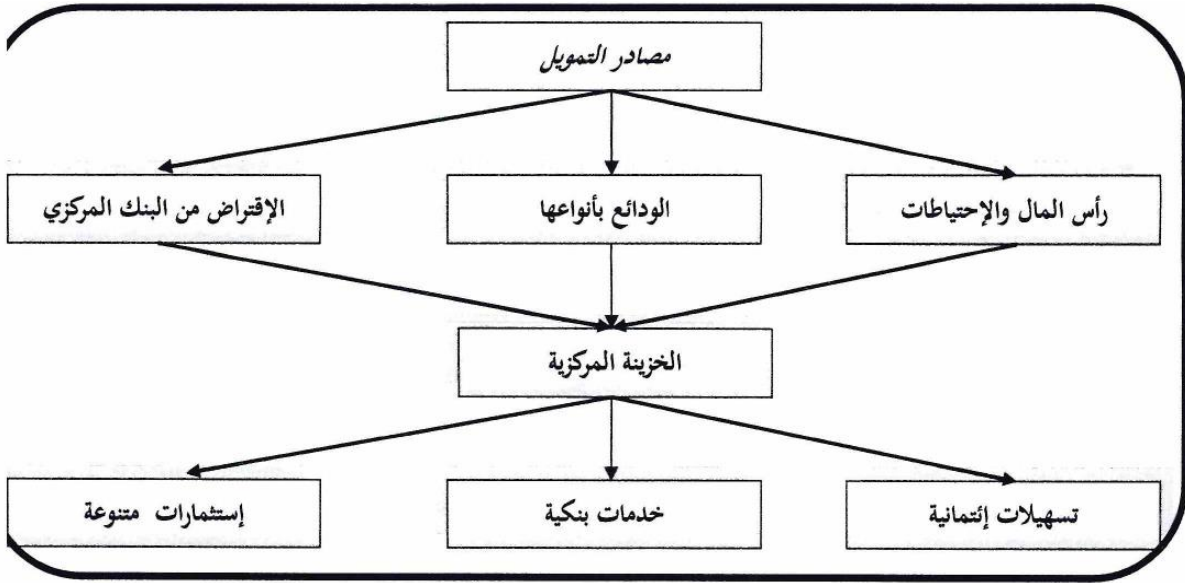 مصادر التمويل
رأس المال والإحتياطات
الودائع بأنواعها
الإقتراض من البنك المركزي
الخزينة المركزية
تسهيلات إئتمانية
خدمات بنكية
إستثمارات متنوعة